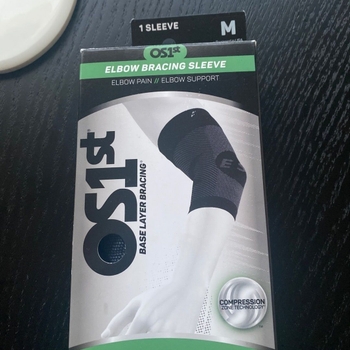 1 SLEEVE
M
OS1st
ELBOW BRACING SLEEVE
ELBOW PAIN // ELBOW SUPPORT
OS1st
BASE LAYER BRACING
COMPRESSION
ZONE TECHNOLOGY